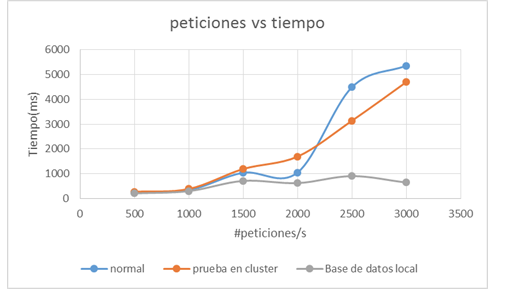 peticiones vs tiempo
6000
5000
4000
3000
2000
1000
0
Tiempo(ms)
0 500 1000 1500 2000 2500 3000 3500
#peticiones/s
normal prueba en cluster Base de datos local